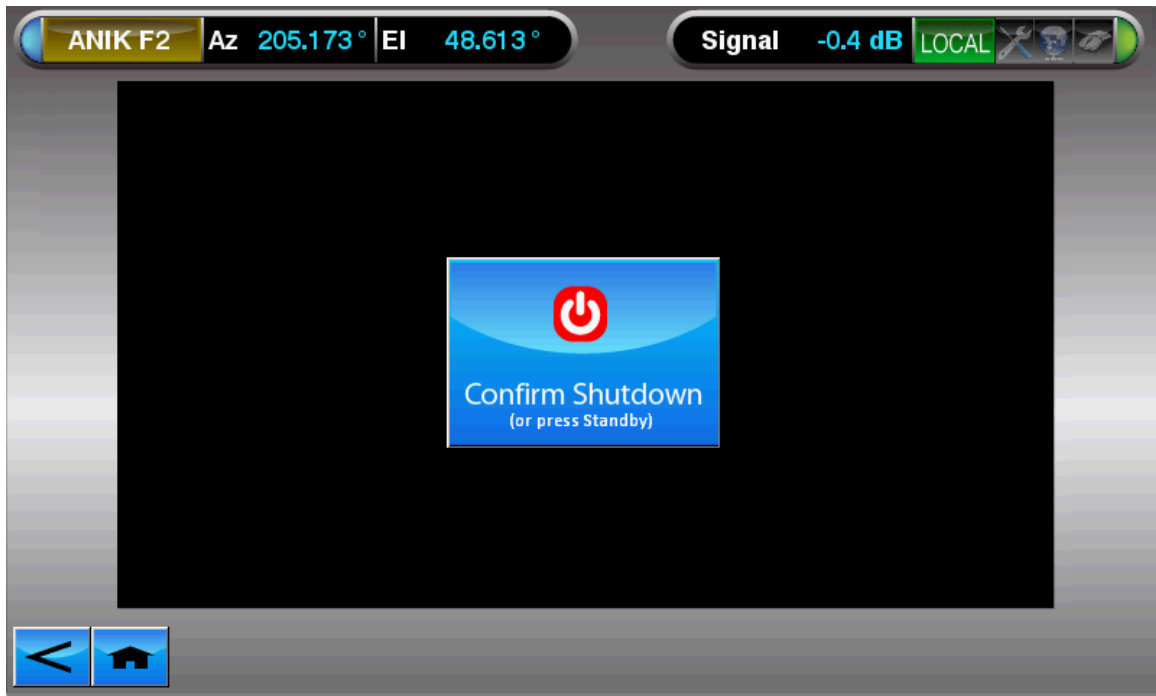 ANIK F2 Az 205.173° El 48.613° Signal -0.4 dB LOCAL
Confirm Shutdown
(or press Standby)